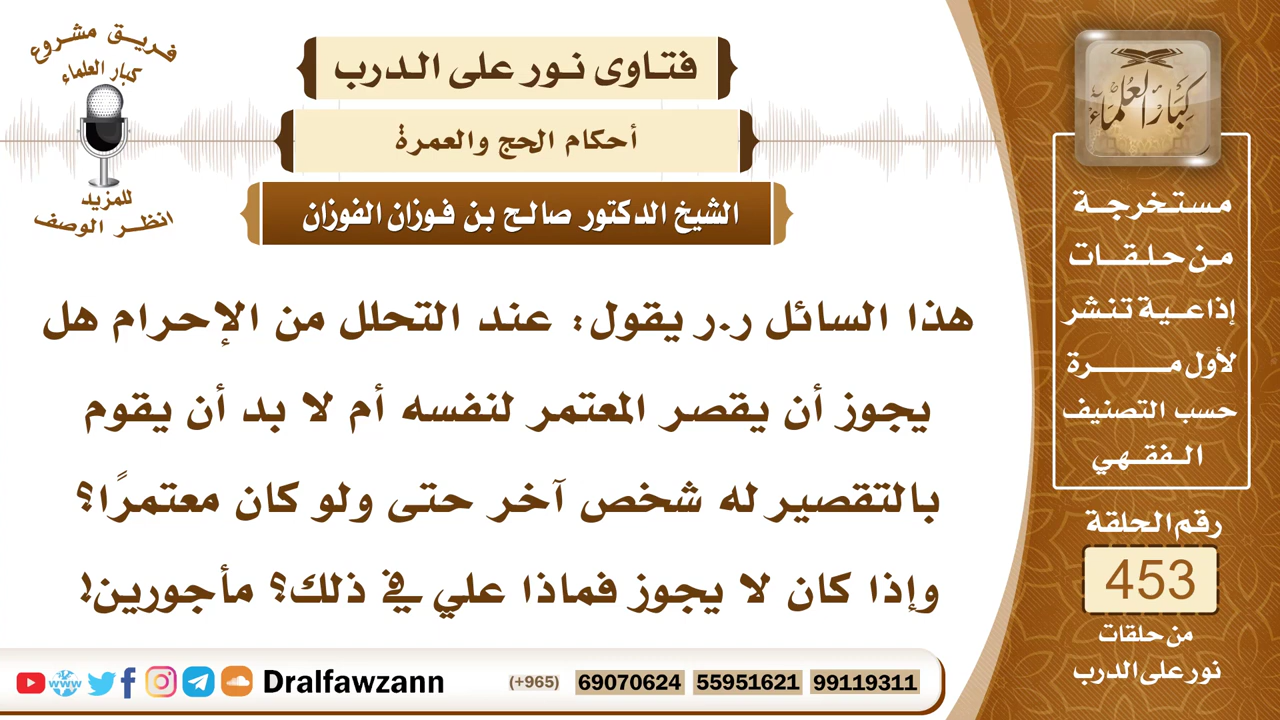 فريق مشروع
كبار العلماء
للمزيد
انظر الوصف
فتاوى نور على الدرب
أحكام الحج والعمرة
الشيخ الدكتور صالح بن فوزان الفوزان
هذا السائل ر.ر يقول: عند التحلل من الإحرام هل
يجوز أن يقصر المعتمر لنفسه أم لا بد أن يقوم
بالتقصير له شخص آخر حتى ولو كان معتمرًا؟
وإذا كان لا يجوز فماذا علي في ذلك؟ مأجورين!
كبار العلماء
مستخرجة
من حلقات
إذاعية تنشر
لأول مرة
حسب التصنيف
الفقهي
رقم الحلقة
453
من حلقات
نور على الدرب
www
Dralfawzann
(+965) 69070624 55951621 99119311